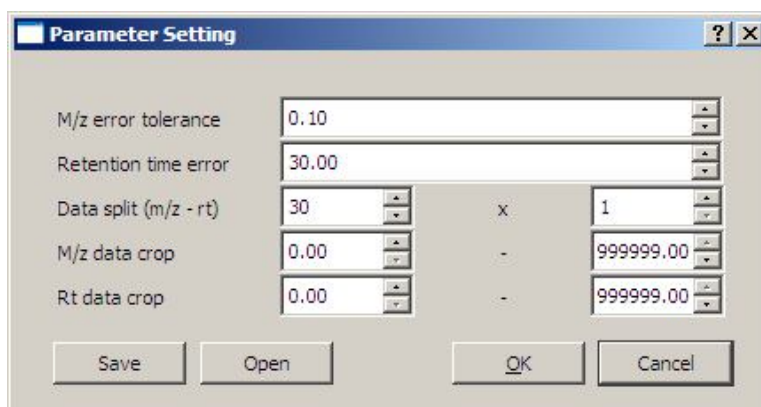 Parameter Setting
M/z error tolerance 0.10
Retention time error 30.00
Data split (m/z - rt) 30 x 1
M/z data crop 0.00 - 999999.00
Rt data crop 0.00 - 999999.00
Save Open OK Cancel